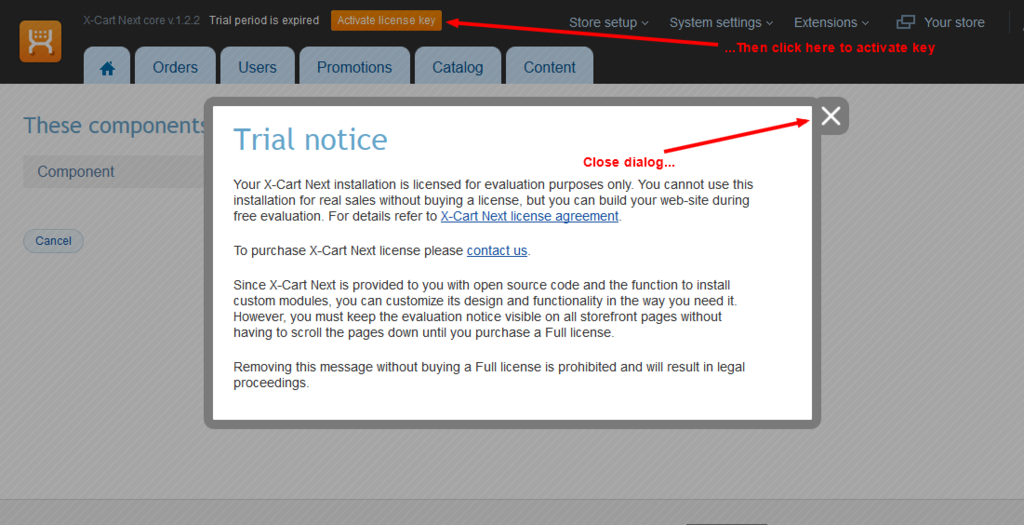 X-Cart Next core v.1.2.2 Trial period is expired Activate license key Store setup System settings Extensions Your store
...Then click here to activate key
Orders Users Promotions Catalog Content
These components
Trial notice
Close dialog...
Component
Your X-Cart Next installation is licensed for evaluation purposes only. You cannot use this
installation for real sales without buying a license, but you can build your web-site during
free evaluation. For details refer to X-Cart Next license agreement.
Cancel
To purchase X-Cart Next license please contact us.
Since X-Cart Next is provided to you with open source code and the function to install
custom modules, you can customize its design and functionality in the way you need it.
However, you must keep the evaluation notice visible on all storefront pages without
having to scroll the pages down until you purchase a Full license.
Removing this message without buying a Full license is prohibited and will result in legal
proceedings.